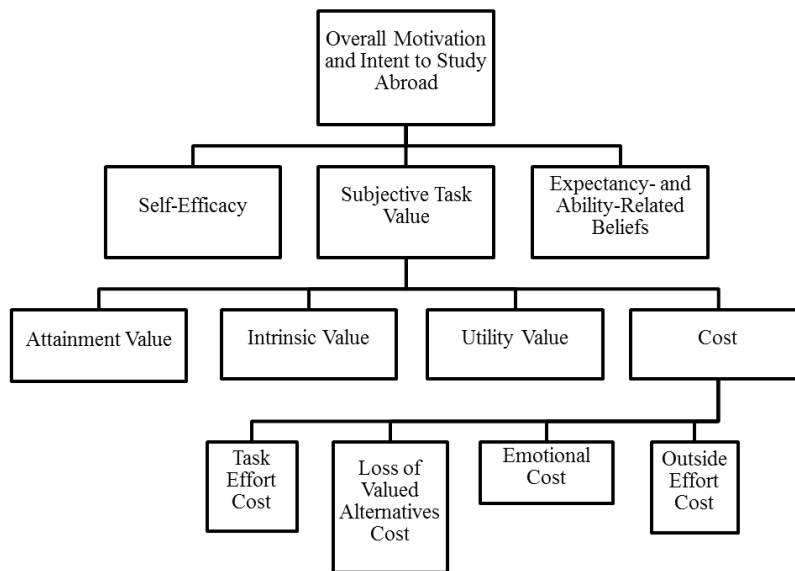 Overall Motivation
and Intent to Study
Abroad
Self-Efficacy
Subjective Task
Value
Expectancy- and
Ability-Related
Beliefs
Attainment Value
Intrinsic Value
Utility Value
Cost
Task
Effort
Cost
Loss of
Valued
Alternatives
Cost
Emotional
Cost
Outside
Effort
Cost